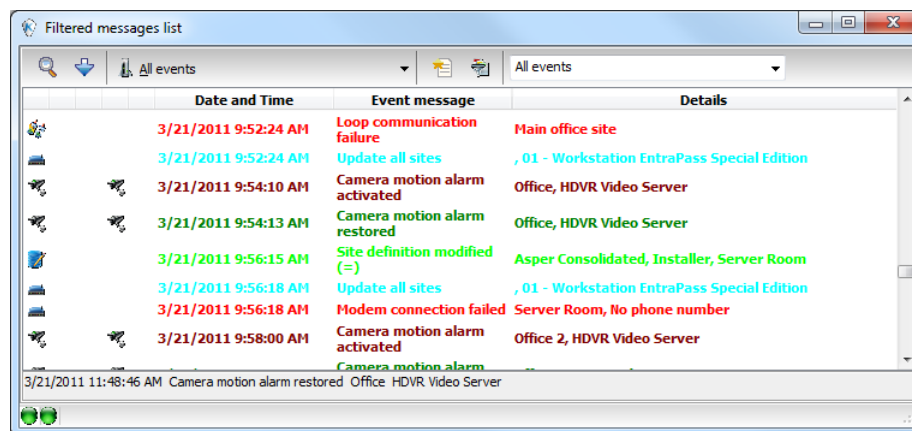 Filtered messages list
All events
All events
Date and Time Event message Details
3/21/2011 9:52:24 AM Loop communication failure Main office site
3/21/2011 9:52:24 AM Update all sites , 01 - Workstation EntraPass Special Edition
3/21/2011 9:54:10 AM Camera motion alarm activated Office, HDVR Video Server
3/21/2011 9:54:13 AM Camera motion alarm restored Office, HDVR Video Server
3/21/2011 9:56:15 AM Site definition modified (=) Asper Consolidated, Installer, Server Room
3/21/2011 9:56:18 AM Update all sites , 01 - Workstation EntraPass Special Edition
3/21/2011 9:56:18 AM Modem connection failed Server Room, No phone number
3/21/2011 9:58:00 AM Camera motion alarm activated Office 2, HDVR Video Server
Camera motion alarm
3/21/2011 11:48:46 AM Camera motion alarm restored Office HDVR Video Server